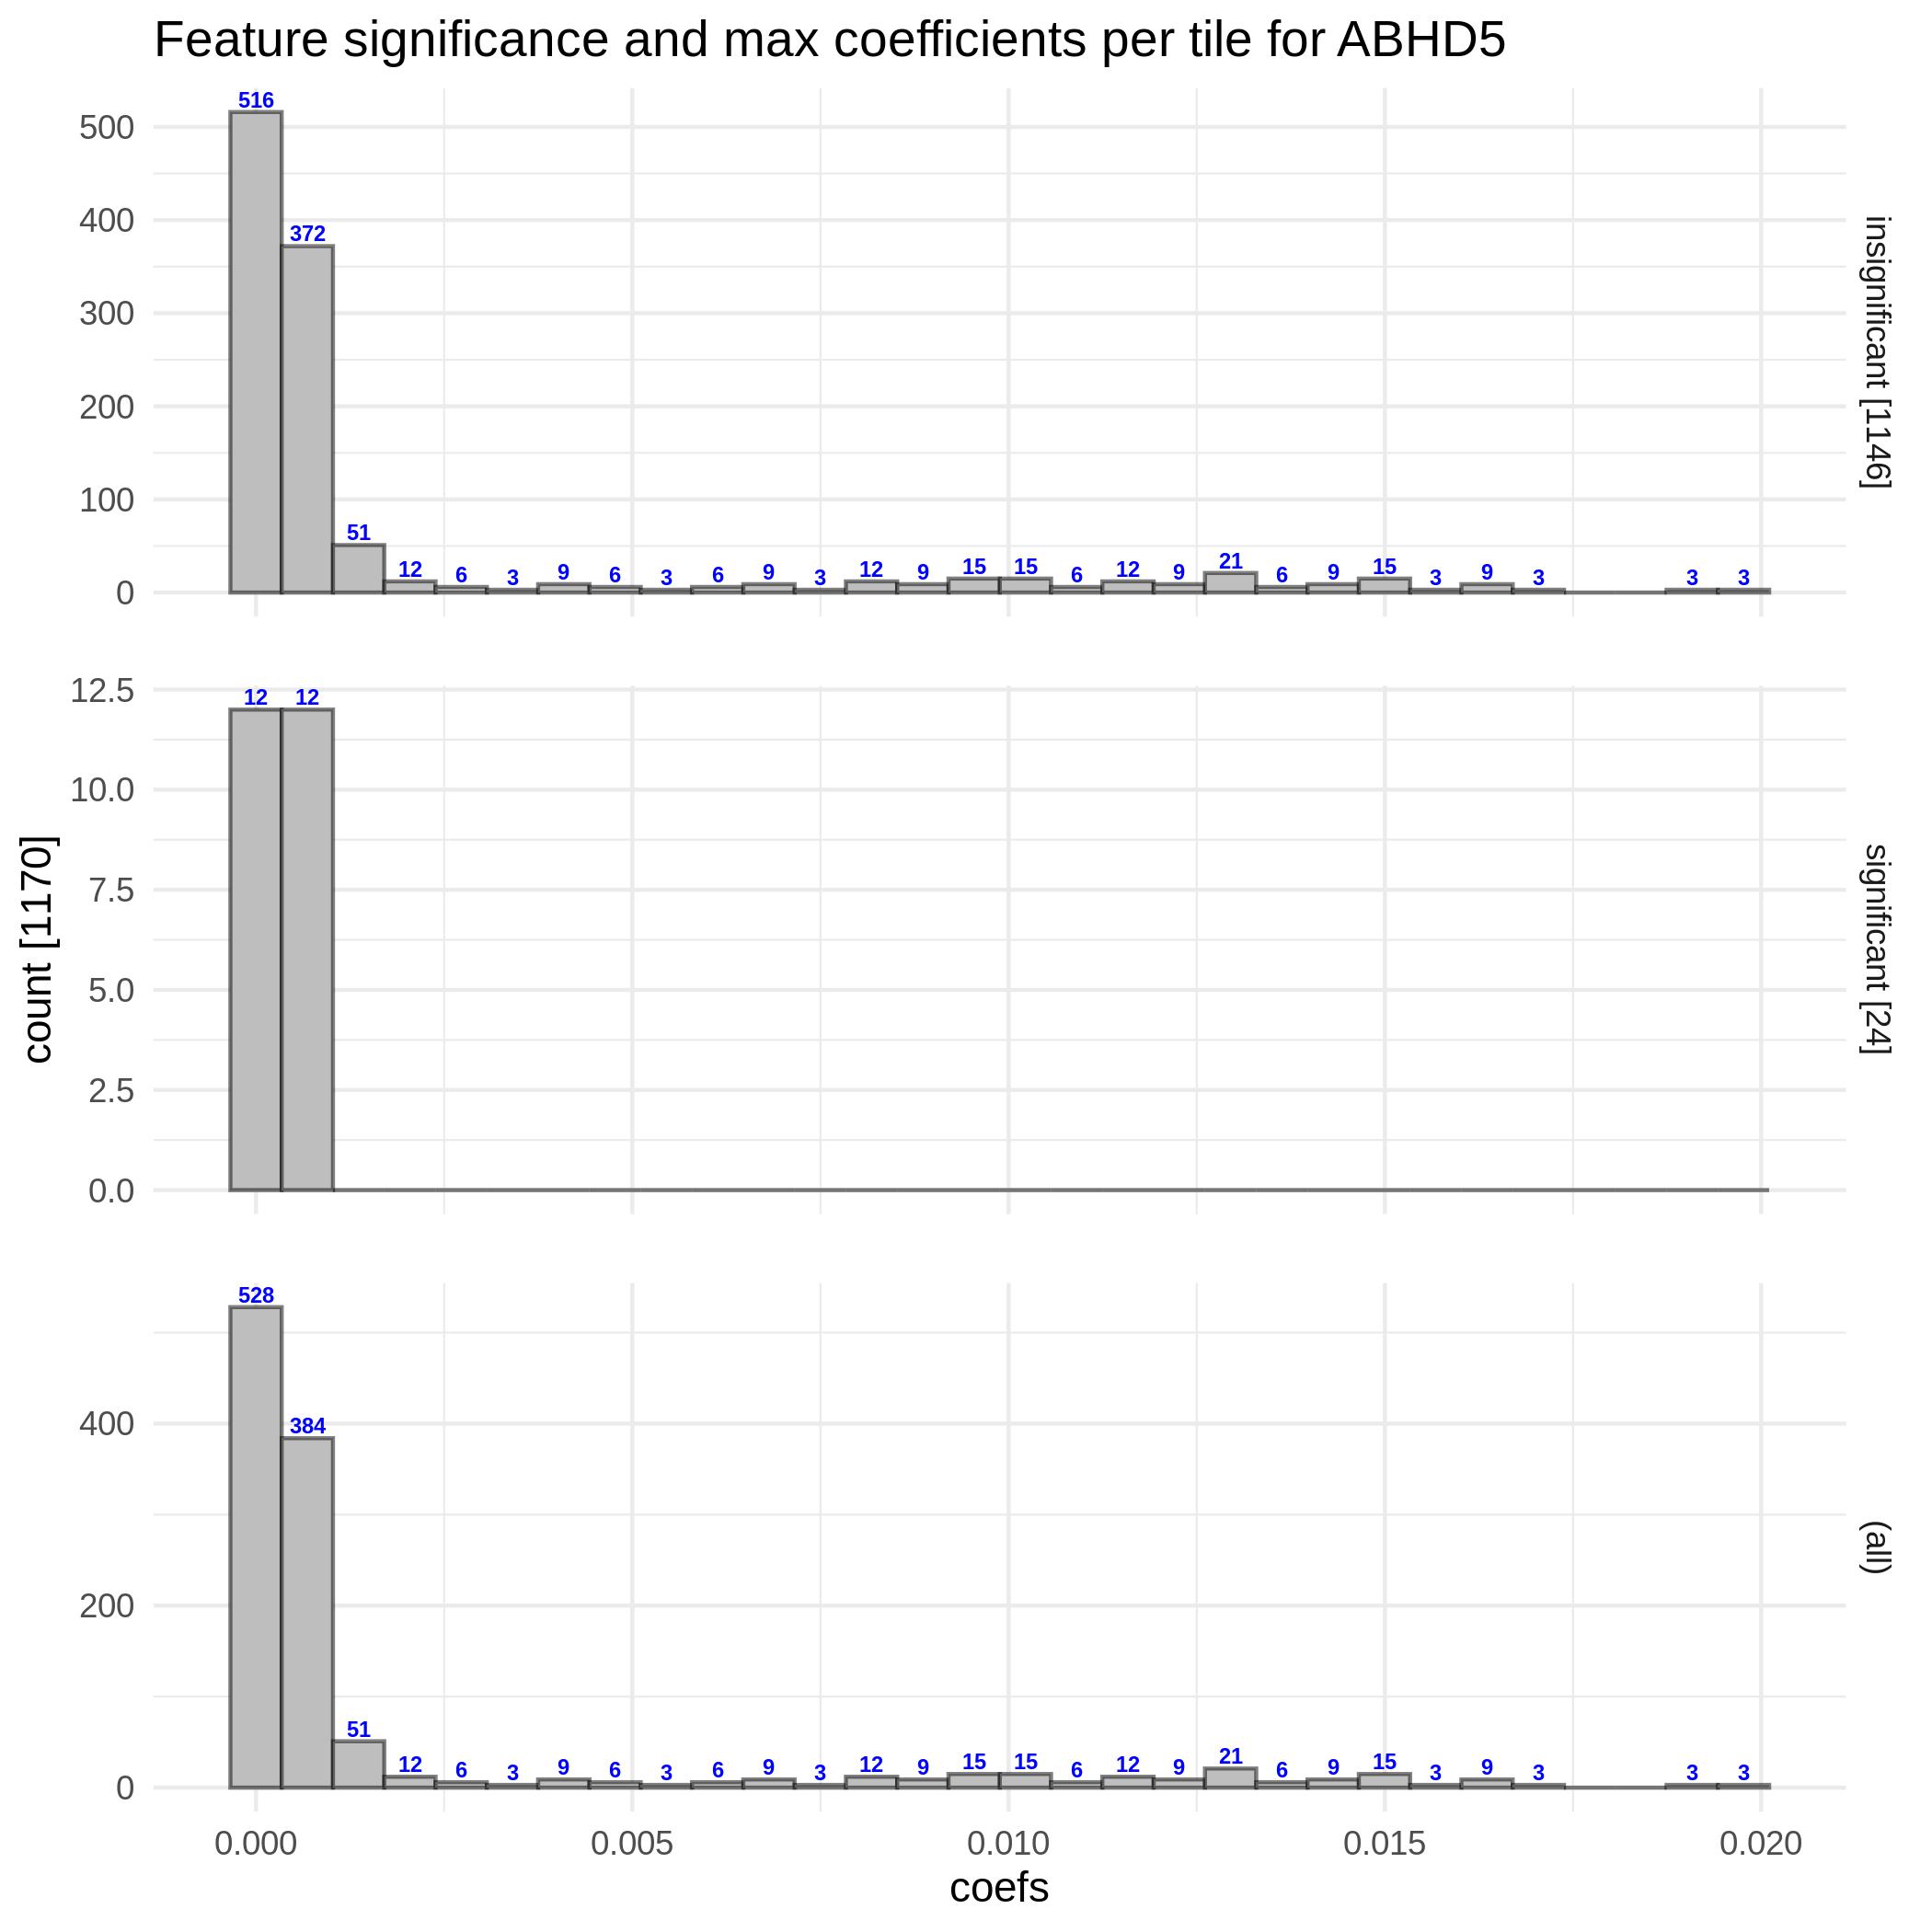 Feature significance and max coefficients per tile for ABHD5
516
500
400
372
300
200
100
51
12 6 3 9 6 3 6 9 3 12 9 15 15 6 12 9 21 6 9 15 3 9 3 3 3
0
insignificant [1146]
12.5
12 12
10.0
7.5
5.0
2.5
0.0
significant [24]
count [1170]
528
400
384
200
51
12 6 3 9 6 3 6 9 3 12 9 15 15 6 12 9 21 6 9 15 3 9 3 3 3
0
(all)
0.000 0.005 0.010 0.015 0.020
coefs